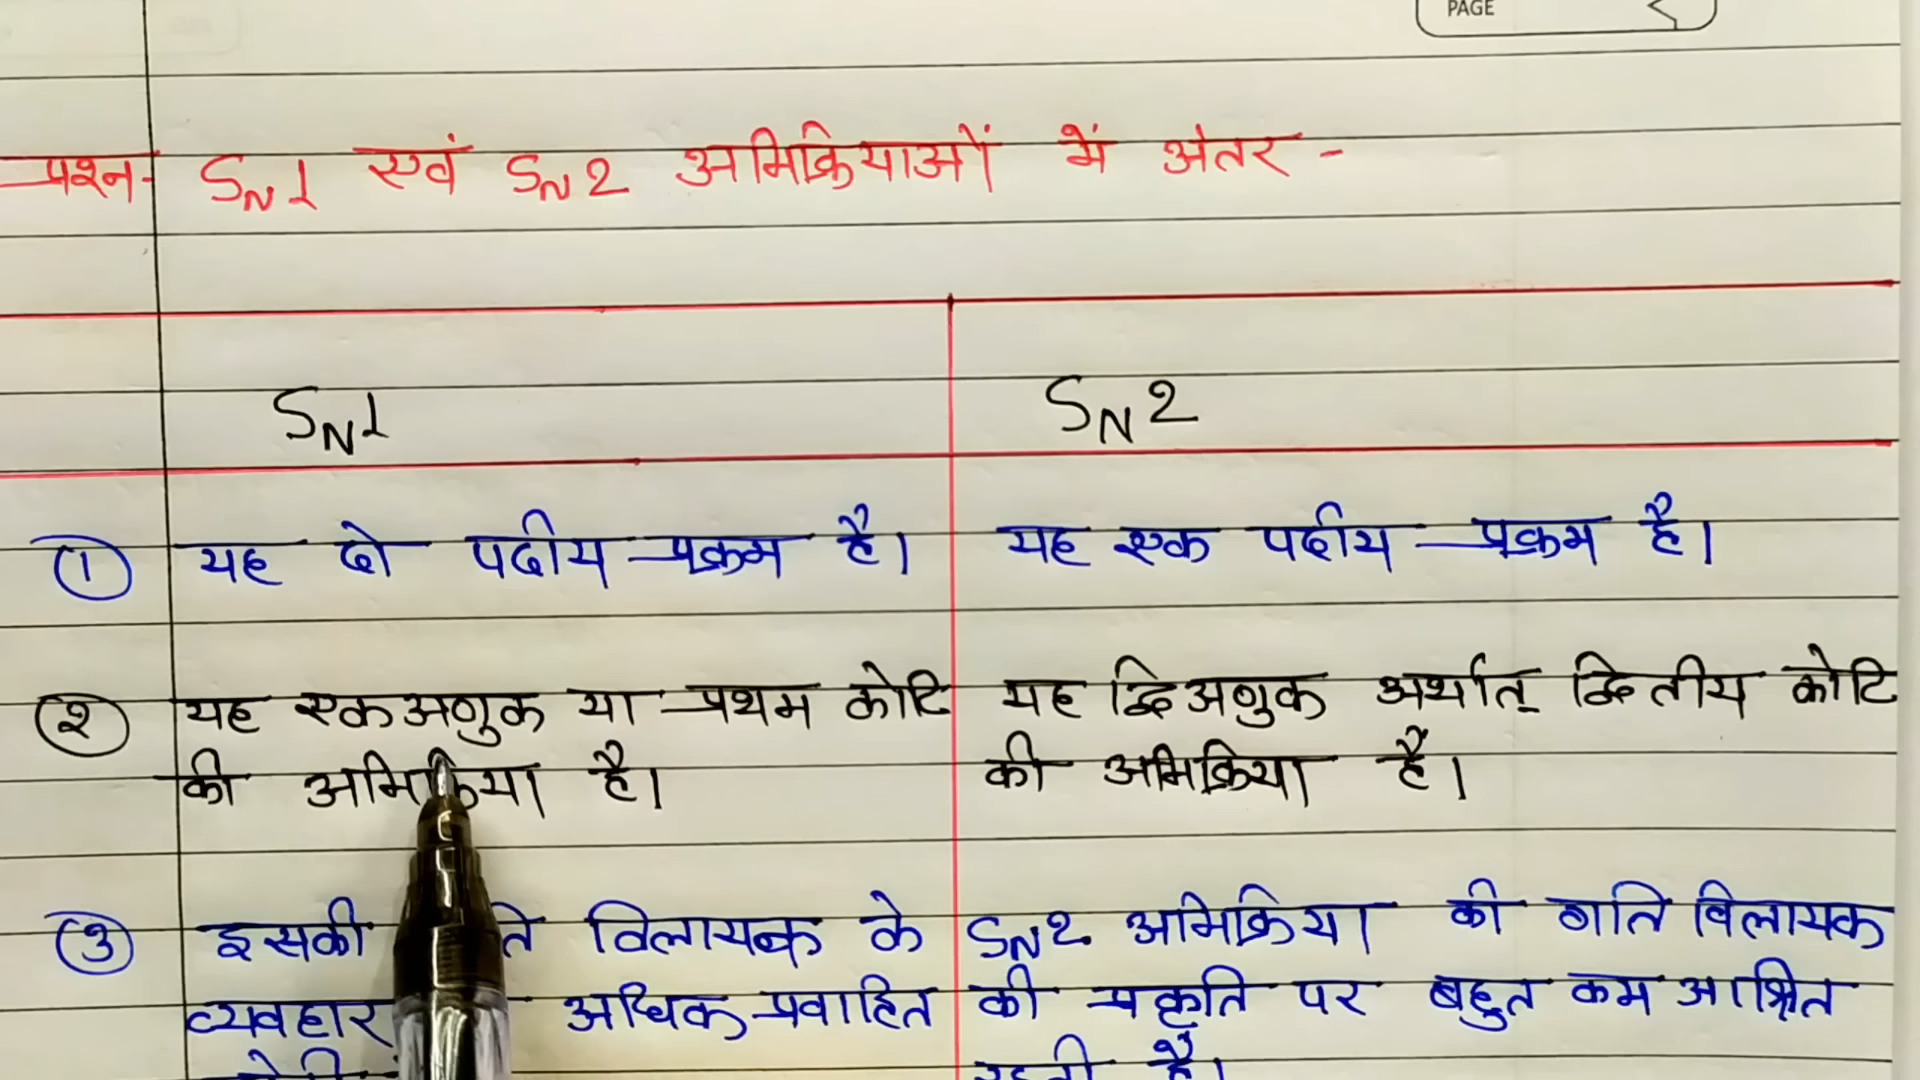 PAGE
प्रश्न- SN1 एवं SN2 अभिक्रियाओं में अंतर -
SN1 SN2
① यह दो पदीय प्रक्रम है। यह एक पदीय प्रक्रम है।
② यह एकअणुक या प्रथम कोटि यह द्विअणुक अर्थात् द्वितीय कोटि
की अभिक्रिया है। की अभिक्रिया हैं।
③ इसकी विलायक के SN2 अभिक्रिया की गति विलायक
व्यवहार अधिक प्रवाहित की प्रकृति पर बहुत कम आश्रित
है।